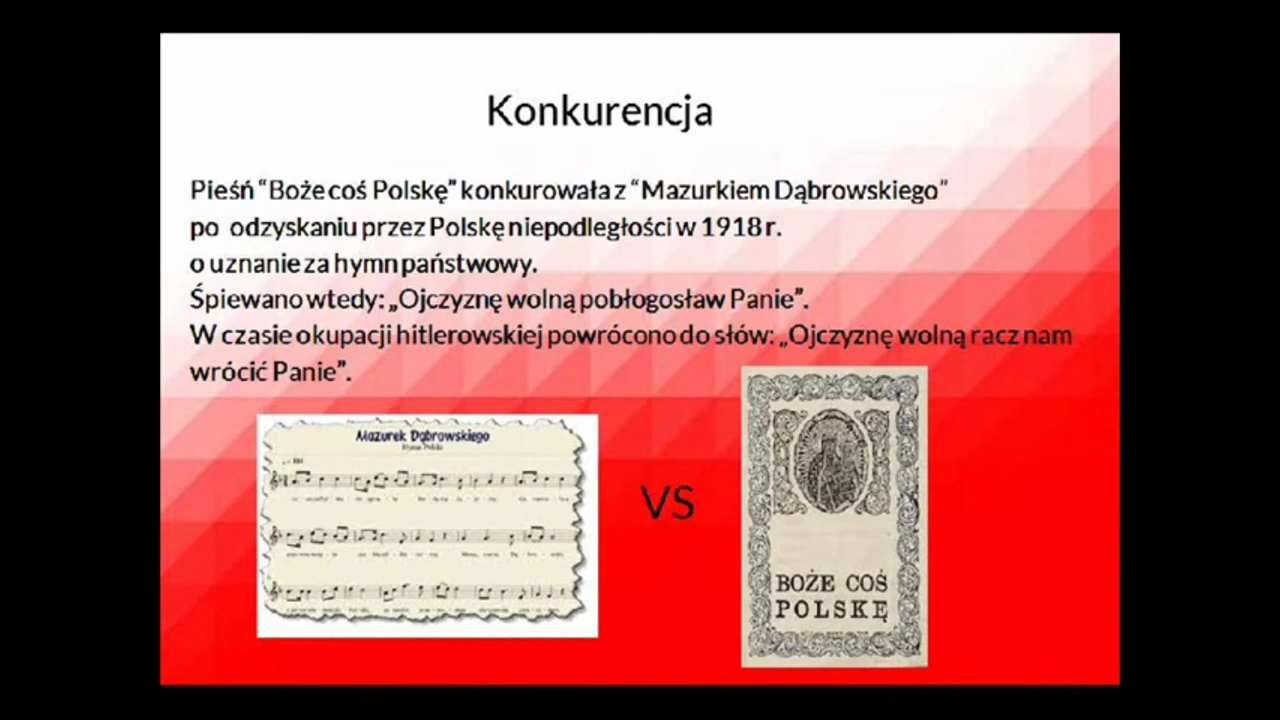 Konkurencja
Pieśń “Boże coś Polskę” konkurowała z “Mazurkiem Dąbrowskiego”
po odzyskaniu przez Polskę niepodległości w 1918 r.
o uznanie za hymn państwowy.
Śpiewano wtedy: „Ojczyznę wolną pobłogosław Panie”.
W czasie okupacji hitlerowskiej powrócono do słów: „Ojczyznę wolną racz nam
wrócić Panie”.
Mazurek Dąbrowskiego
VS
BOŻE COŚ
POLSKĘ